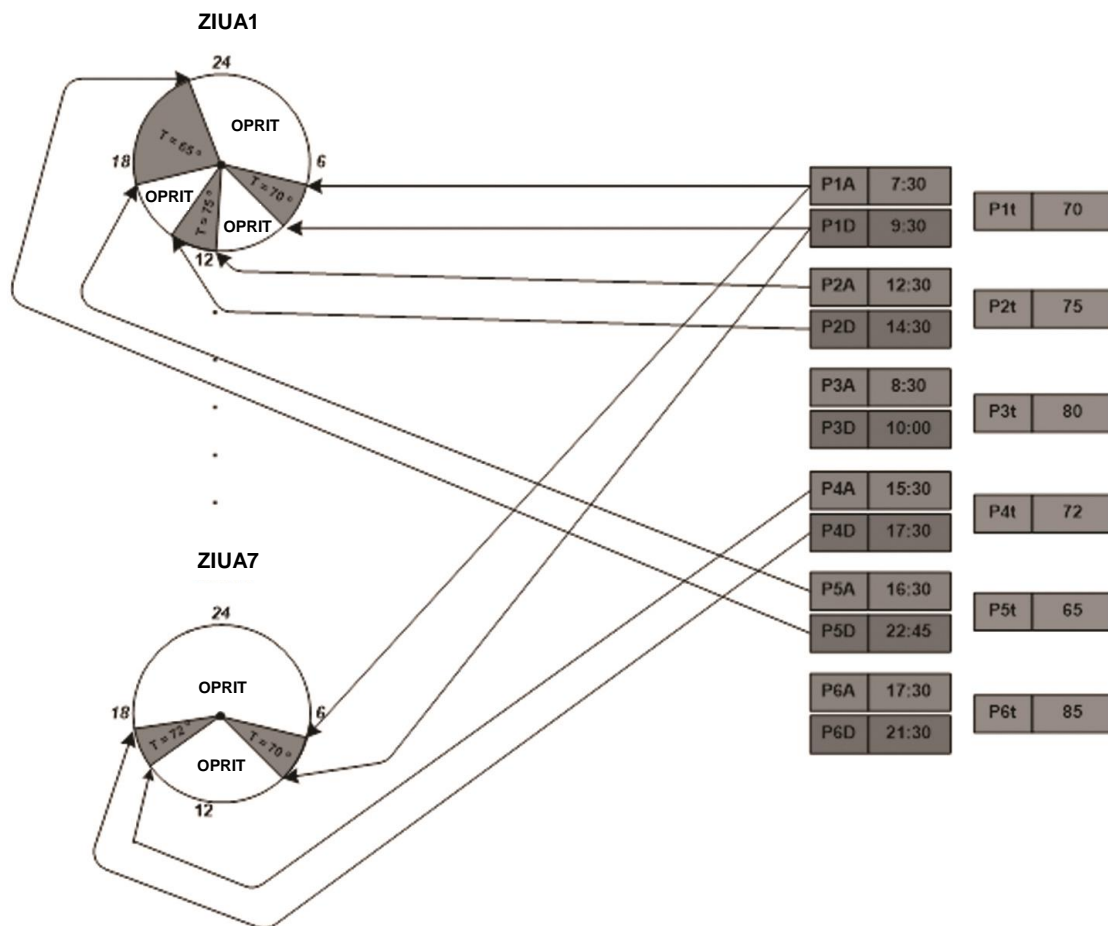 ZIUA1
24
OPRIT
T = 65 °
18
6
OPRIT
T = 75 °
OPRIT
T = 70 °
12
P1A 7:30
P1D 9:30
P1t 70
P2A 12:30
P2D 14:30
P2t 75
P3A 8:30
P3D 10:00
P3t 80
P4A 15:30
P4D 17:30
P4t 72
P5A 16:30
P5D 22:45
P5t 65
P6A 17:30
P6D 21:30
P6t 85
ZIUA7
24
OPRIT
18
6
T = 72 °
T = 70 °
OPRIT
12